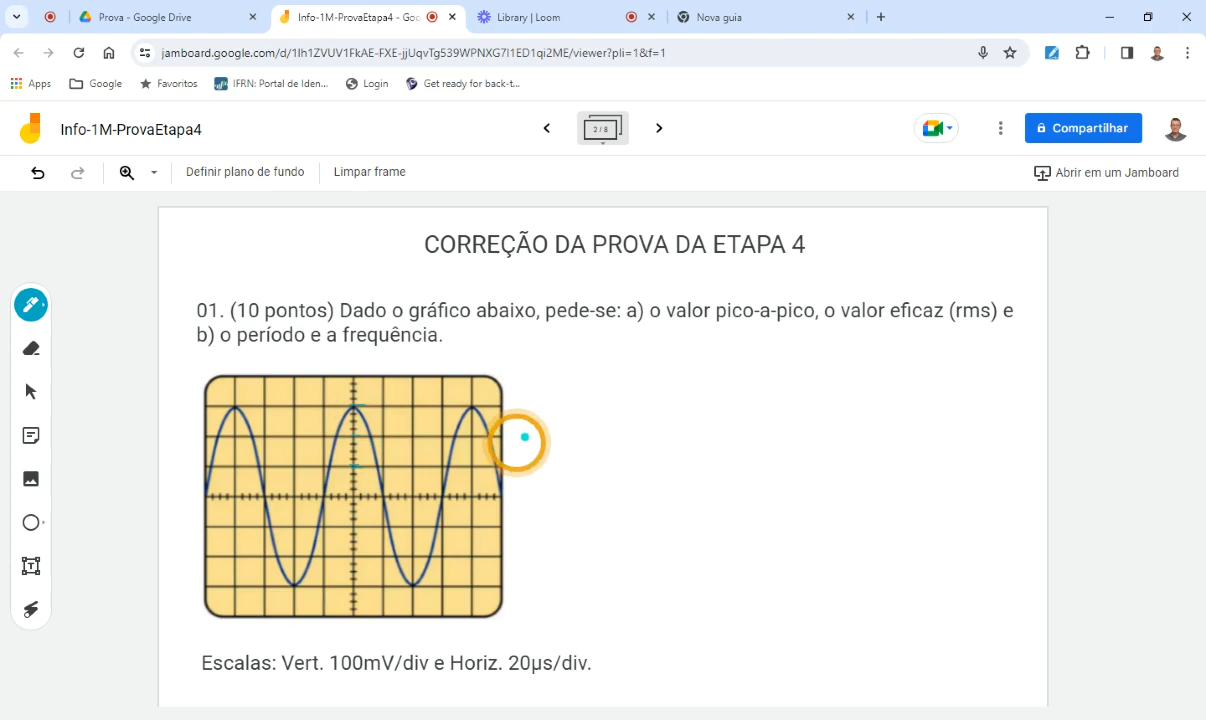 Prova - Google Drive
Info-1M-ProvaEtapa4 - Goo
Library | Loom
Nova guia
jamboard.google.com/d/1Ih1ZVUV1FkAE-FXE-jjUqvTg539WPNXG7I1ED1qi2ME/viewer?pli=1&f=1
Apps
Google
Favoritos
IFRN: Portal de Iden...
Login
Get ready for back-t...
Info-1M-ProvaEtapa4
2 / 8
Compartilhar
Definir plano de fundo
Limpar frame
Abrir em um Jamboard
CORREÇÃO DA PROVA DA ETAPA 4
01. (10 pontos) Dado o gráfico abaixo, pede-se: a) o valor pico-a-pico, o valor eficaz (rms) e
b) o período e a frequência.
Escalas: Vert. 100mV/div e Horiz. 20µs/div.